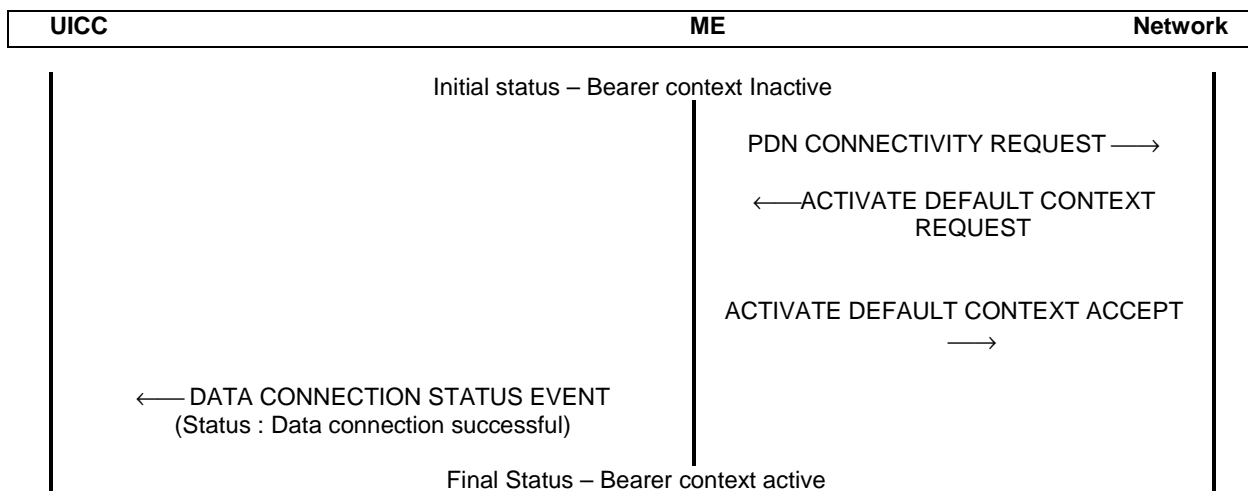 UICC ME Network
Initial status – Bearer context Inactive
PDN CONNECTIVITY REQUEST ⟶
⟵ACTIVATE DEFAULT CONTEXT
REQUEST
ACTIVATE DEFAULT CONTEXT ACCEPT
⟶
⟵ DATA CONNECTION STATUS EVENT
(Status : Data connection successful)
Final Status – Bearer context active